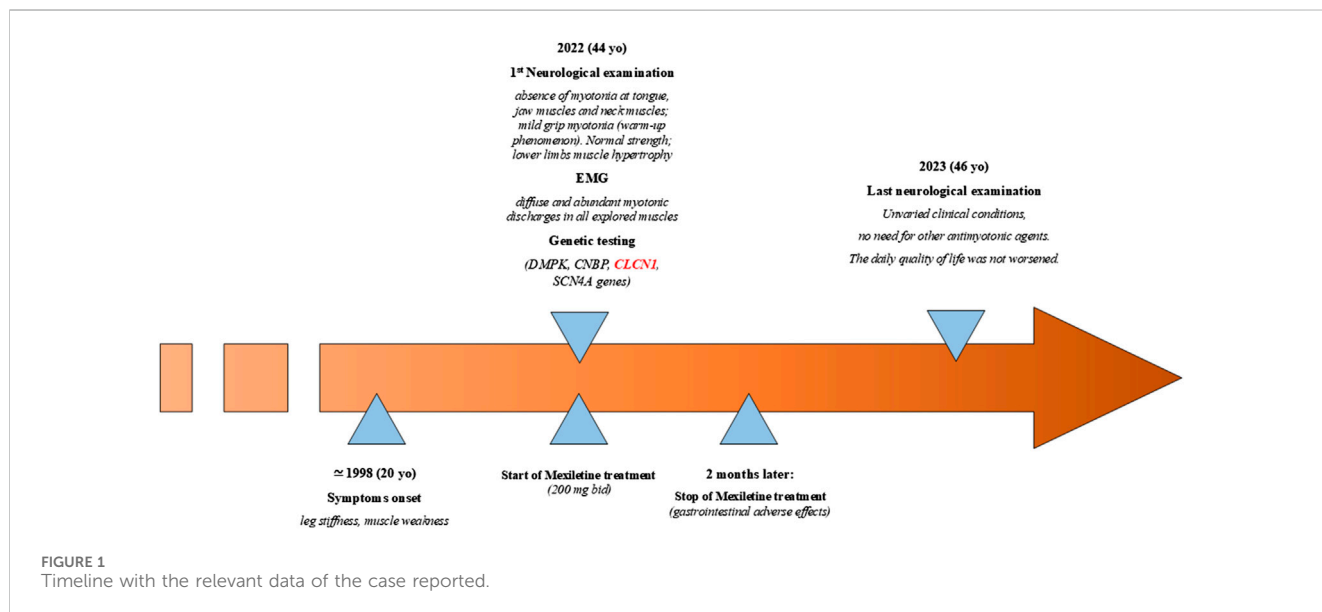 2022 (44 yo)
1st Neurological examination
absence of myotonia at tongue,
jaw muscles and neck muscles;
mild grip myotonia (warm-up
phenomenon). Normal strength;
lower limbs muscle hypertrophy
EMG
diffuse and abundant myotonic
discharges in all explored muscles
Genetic testing
(DMPK, CNBP, CLCN1,
SCN4A genes)
2023 (46 yo)
Last neurological examination
Unvaried clinical conditions,
no need for other antimyotonic agents.
The daily quality of life was not worsened.
≃ 1998 (20 yo)
Symptoms onset
leg stiffness, muscle weakness
Start of Mexiletine treatment
(200 mg bid)
2 months later:
Stop of Mexiletine treatment
(gastrointestinal adverse effects)
FIGURE 1
Timeline with the relevant data of the case reported.